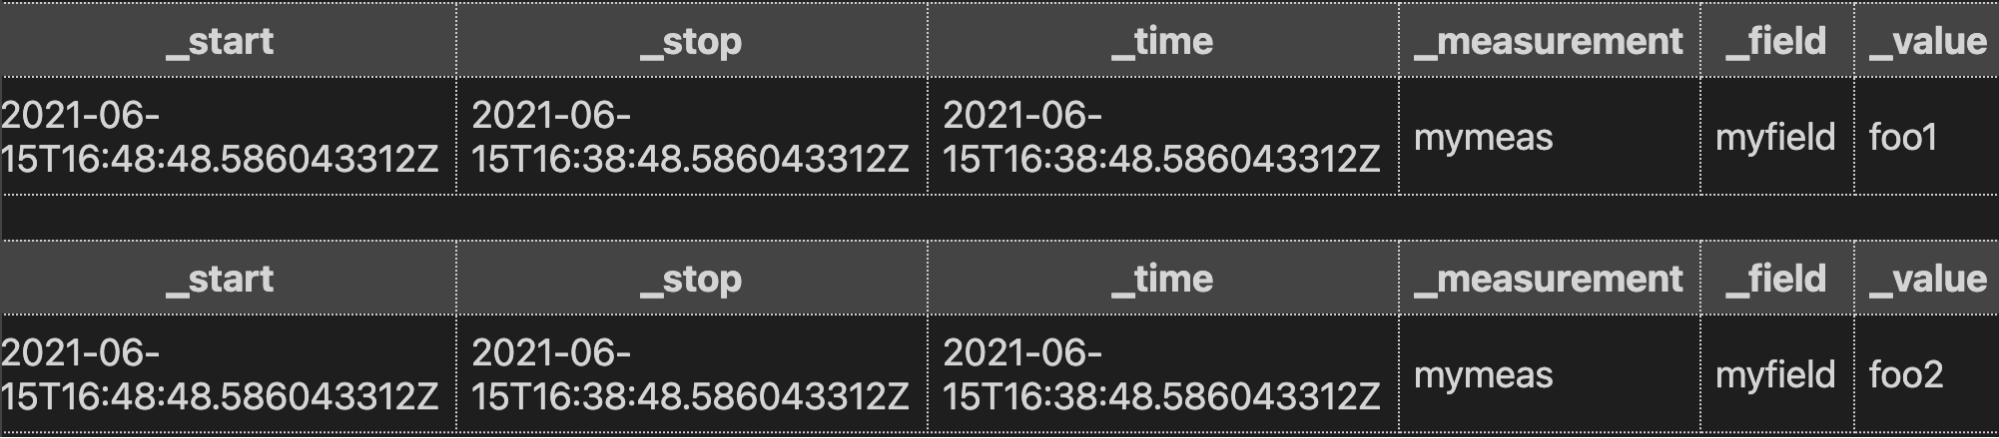 _start _stop _time _measurement _field _value
2021-06- 2021-06- 2021-06-
15T16:48:48.586043312Z 15T16:38:48.586043312Z 15T16:38:48.586043312Z mymeas myfield foo1
_start _stop _time _measurement _field _value
2021-06- 2021-06- 2021-06-
15T16:48:48.586043312Z 15T16:38:48.586043312Z 15T16:38:48.586043312Z mymeas myfield foo2